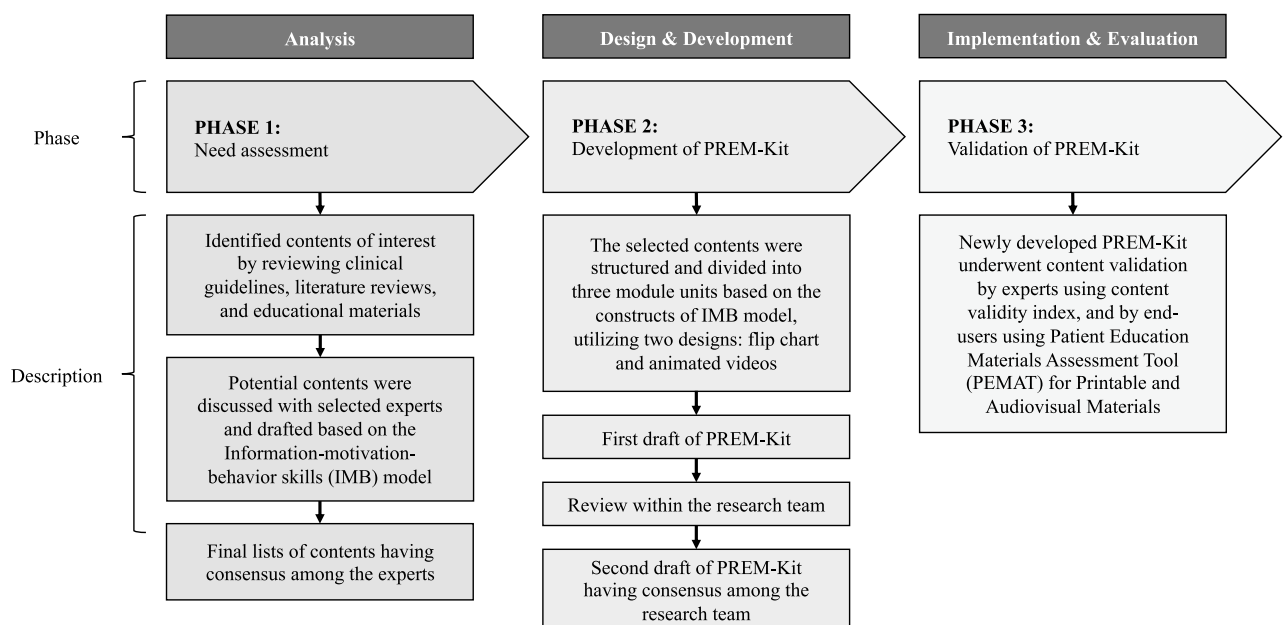 Analysis
Design & Development
Implementation & Evaluation
Phase
PHASE 1:
Need assessment
PHASE 2:
Development of PREM-Kit
PHASE 3:
Validation of PREM-Kit
Description
Identified contents of interest
by reviewing clinical
guidelines, literature reviews,
and educational materials
Potential contents were
discussed with selected experts
and drafted based on the
Information-motivation-
behavior skills (IMB) model
Final lists of contents having
consensus among the experts
The selected contents were
structured and divided into
three module units based on the
constructs of IMB model,
utilizing two designs: flip chart
and animated videos
First draft of PREM-Kit
Review within the research team
Second draft of PREM-Kit
having consensus among the
research team
Newly developed PREM-Kit
underwent content validation
by experts using content
validity index, and by end-
users using Patient Education
Materials Assessment Tool
(PEMAT) for Printable and
Audiovisual Materials